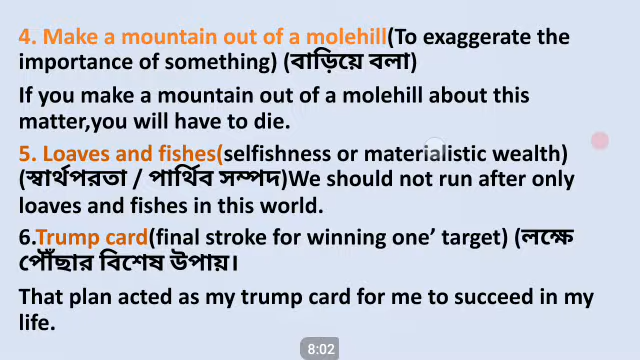 4. Make a mountain out of a molehill(To exaggerate the
importance of something) (বাড়িয়ে বলা)
If you make a mountain out of a molehill about this
matter,you will have to die.
5. Loaves and fishes(selfishness or materialistic wealth)
(স্বার্থপরতা / পার্থিব সম্পদ)We should not run after only
loaves and fishes in this world.
6.Trump card(final stroke for winning one’ target) (লক্ষে
পৌঁছার বিশেষ উপায়।
That plan acted as my trump card for me to succeed in my
life.
8:02